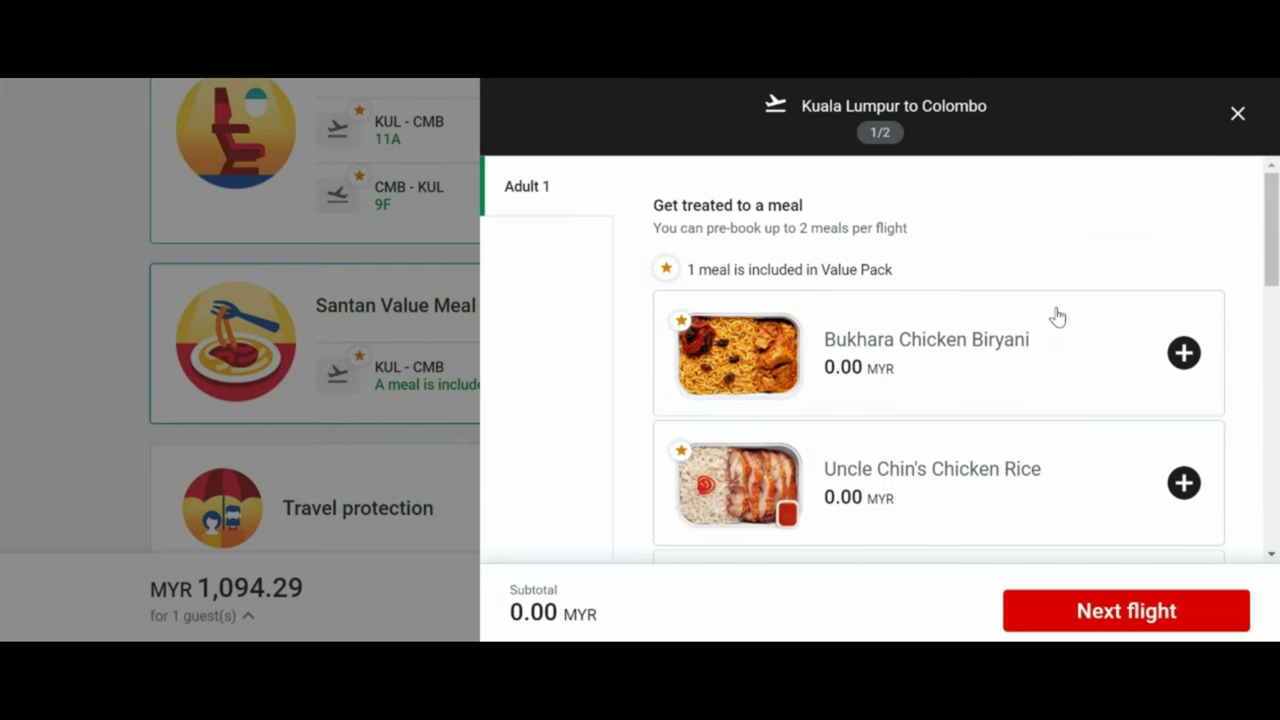 KUL - CMB
11A
CMB - KUL
9F
Santan Value Meal
KUL - CMB
A meal is include
Travel protection
MYR 1,094.29
for 1 guest(s)
Kuala Lumpur to Colombo
1/2
Adult 1
Get treated to a meal
You can pre-book up to 2 meals per flight
1 meal is included in Value Pack
Bukhara Chicken Biryani
0.00 MYR
Uncle Chin's Chicken Rice
0.00 MYR
Subtotal
0.00 MYR
Next flight